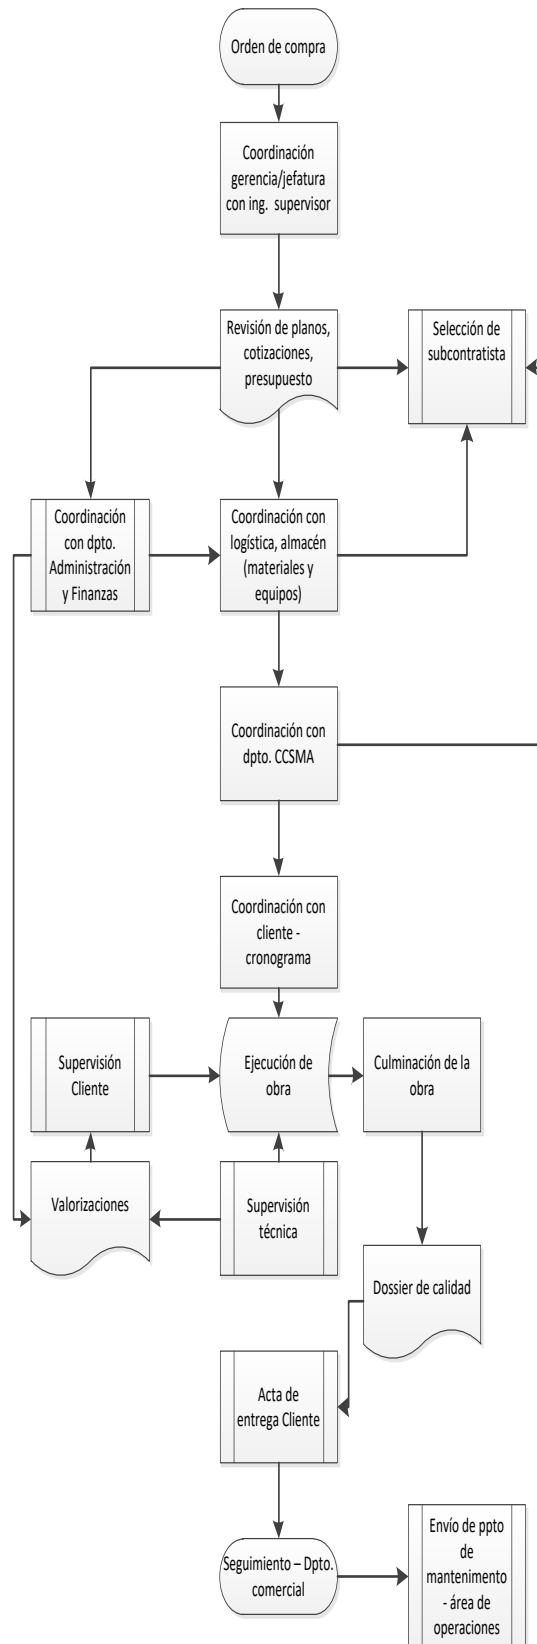 Orden de compra
Coordinación
gerencia/jefatura
con ing. supervisor
Revisión de planos,
cotizaciones,
presupuesto
Selección de
subcontratista
Coordinación
con dpto.
Administración
y Finanzas
Coordinación con
logística, almacén
(materiales y
equipos)
Coordinación con
dpto. CCSMA
Coordinación con
cliente -
cronograma
Supervisión
Cliente
Ejecución de
obra
Culminación de la
obra
Valorizaciones
Supervisión
técnica
Dossier de calidad
Acta de
entrega Cliente
Seguimiento – Dpto.
comercial
Envío de ppto
de
mantenimiento
- área de
operaciones